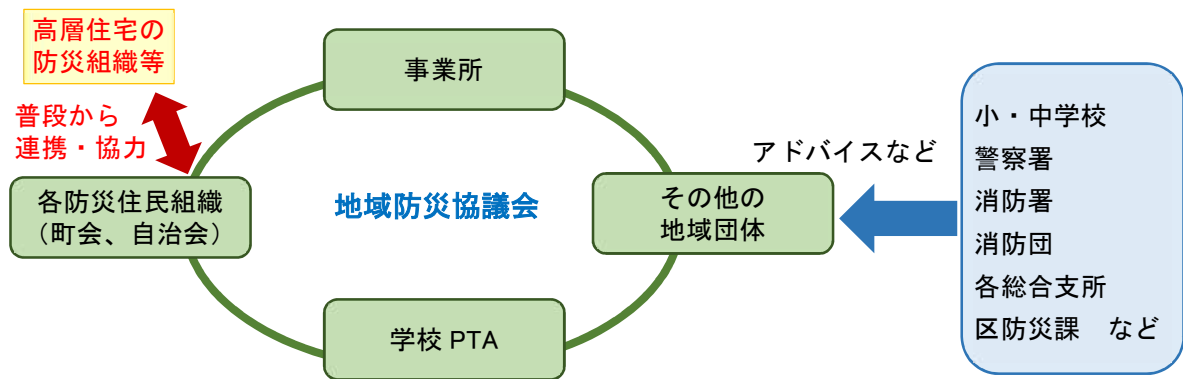 高層住宅の
防災組織等
普段から
連携・協力
事業所
各防災住民組織
（町会、自治会）
地域防災協議会
その他の
地域団体
学校 PTA
アドバイスなど
小・中学校
警察署
消防署
消防団
各総合支所
区防災課　など